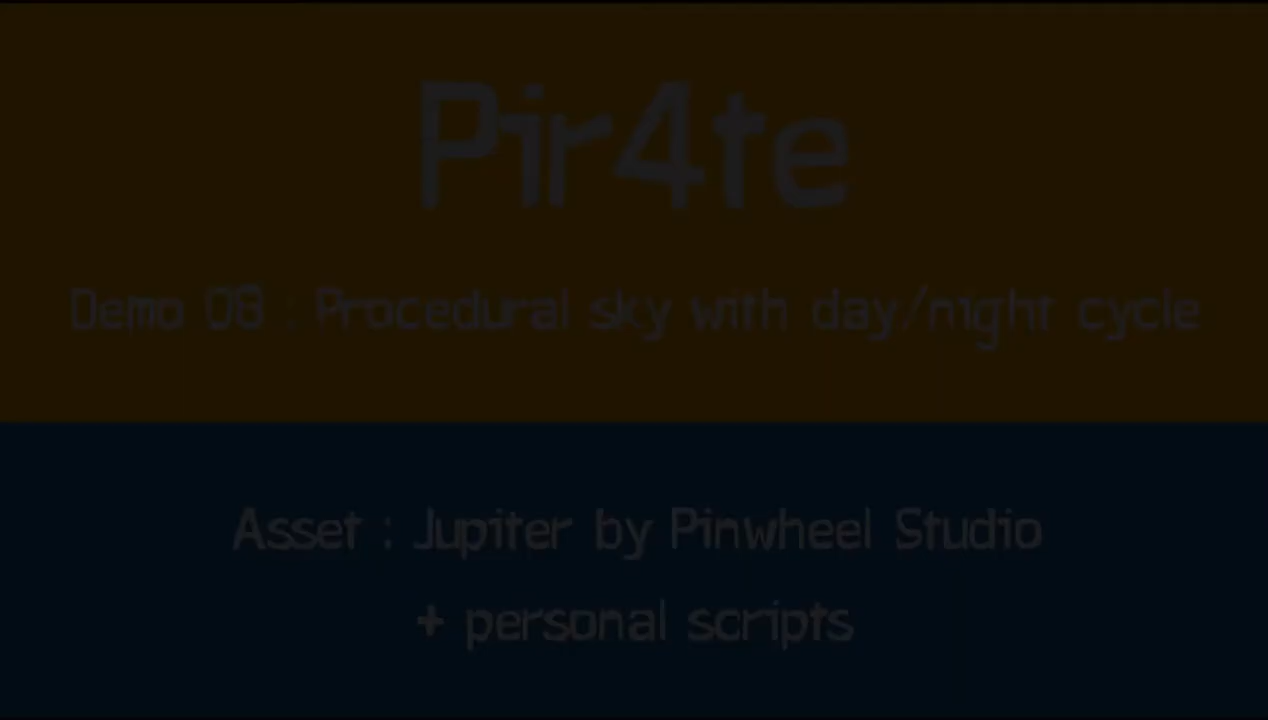 Pir4te
Demo 08 : Procedural sky with day/night cycle
Asset : Jupiter by Pinwheel Studio
+ personal scripts